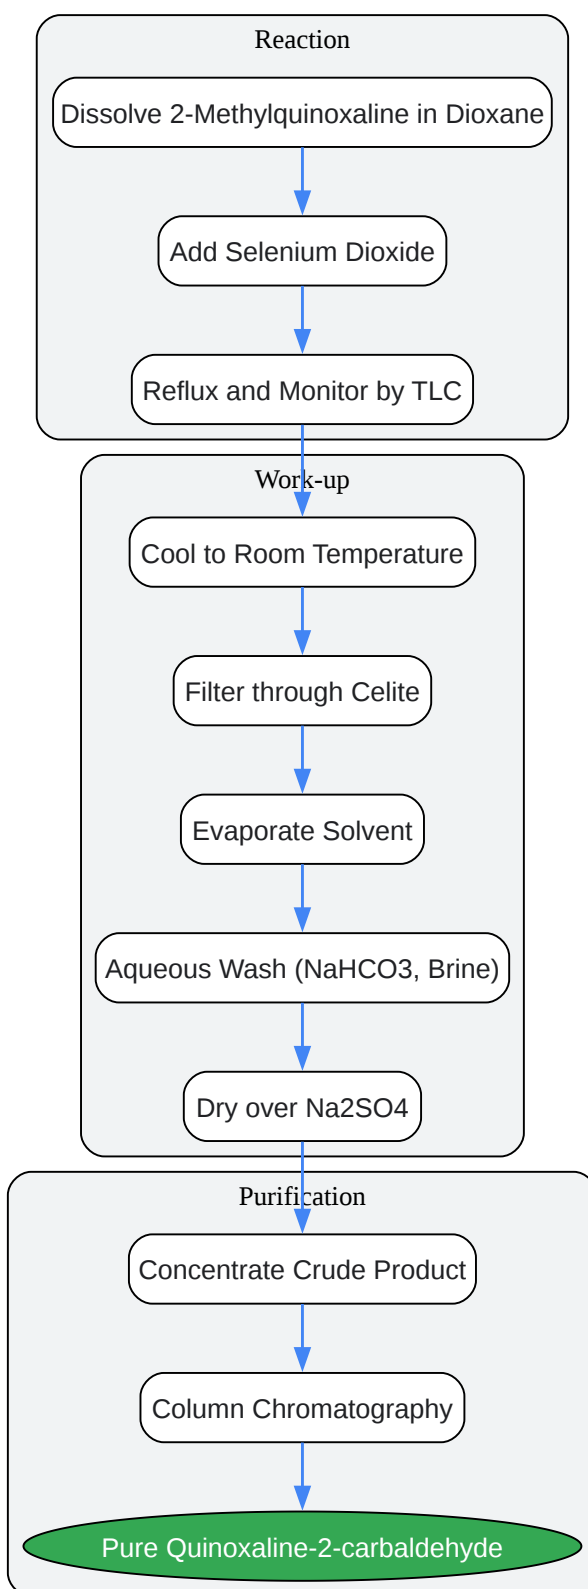 Reaction
Dissolve 2-Methylquinoxaline in Dioxane
Add Selenium Dioxide
Reflux and Monitor by TLC
Work-up
Cool to Room Temperature
Filter through Celite
Evaporate Solvent
Aqueous Wash (NaHCO3, Brine)
Dry over Na2SO4
Purification
Concentrate Crude Product
Column Chromatography
Pure Quinoxaline-2-carbaldehyde